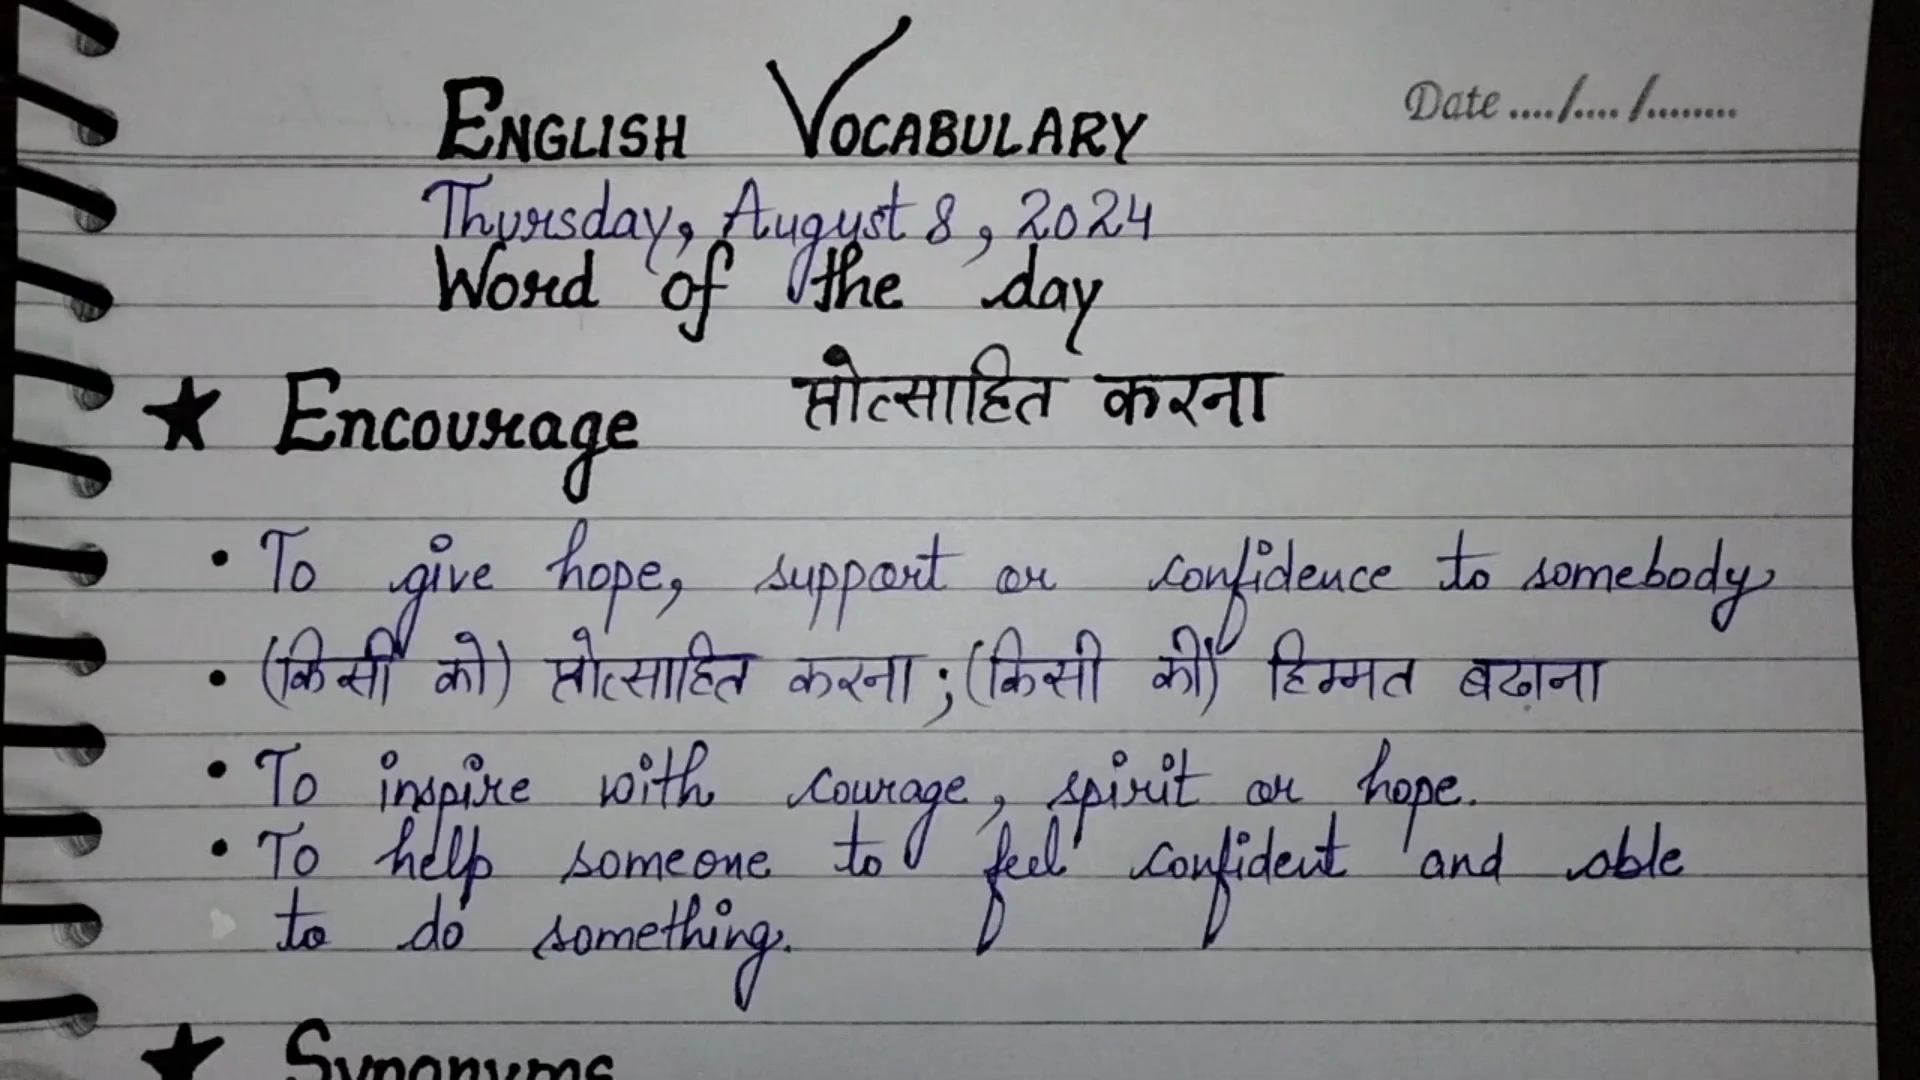 ENGLISH VOCABULARY
Date ..../..../........
Thursday, August 8, 2024
Word of the day
★ Encourage प्रोत्साहित करना
• To give hope, support or confidence to somebody,
• (किसी को) प्रोत्साहित करना ; (किसी की) हिम्मत बढ़ाना
• To inspire with courage, spirit or hope.
• To help someone to feel confident and able
to do something.
★ Synonyms